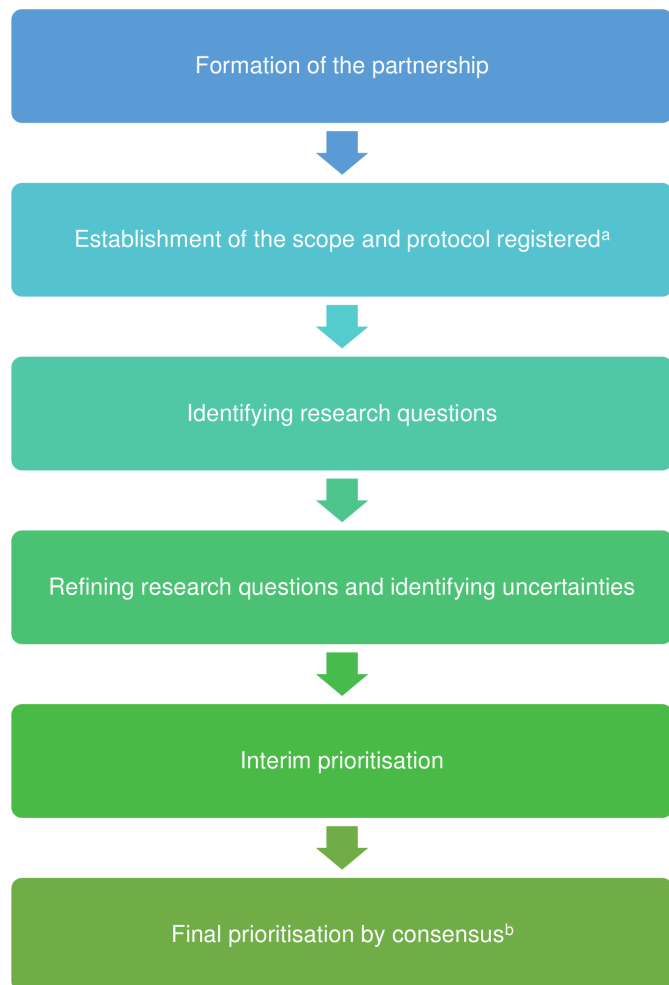 Formation of the partnership
Establishment of the scope and protocol registeredᵃ
Identifying research questions
Refining research questions and identifying uncertainties
Interim prioritisation
Final prioritisation by consensusᵇ